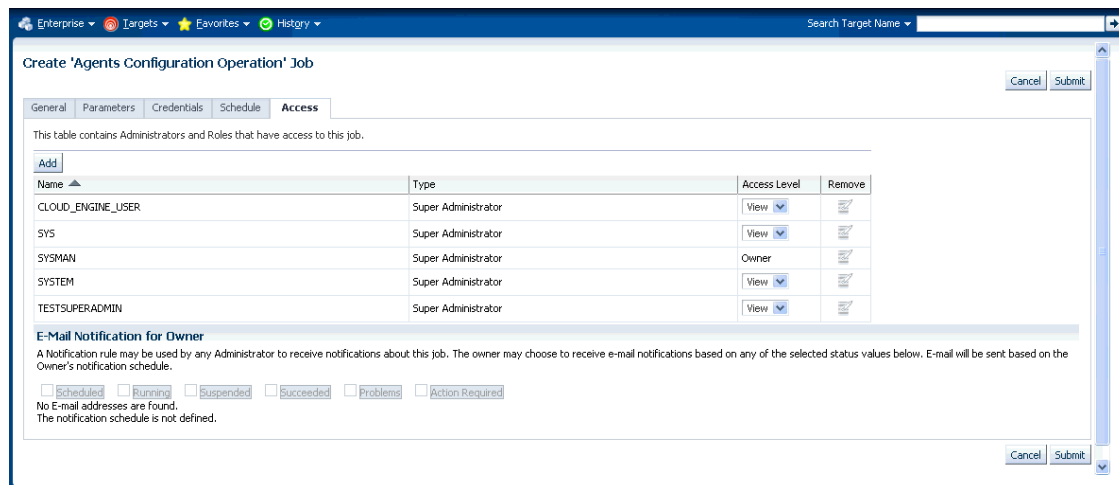 Enterprise Targets Favorites History Search Target Name
Create 'Agents Configuration Operation' Job
Cancel Submit
General Parameters Credentials Schedule Access
This table contains Administrators and Roles that have access to this job.
Add
Name Type Access Level Remove
CLOUD_ENGINE_USER Super Administrator View
SYS Super Administrator View
SYSMAN Super Administrator Owner
SYSTEM Super Administrator View
TESTSUPERADMIN Super Administrator View
E-Mail Notification for Owner
A Notification rule may be used by any Administrator to receive notifications about this job. The owner may choose to receive e-mail notifications based on any of the selected status values below. E-mail will be sent based on the
Owner's notification schedule.
Scheduled Running Suspended Succeeded Problems Action Required
No E-mail addresses are found.
The notification schedule is not defined.
Cancel Submit